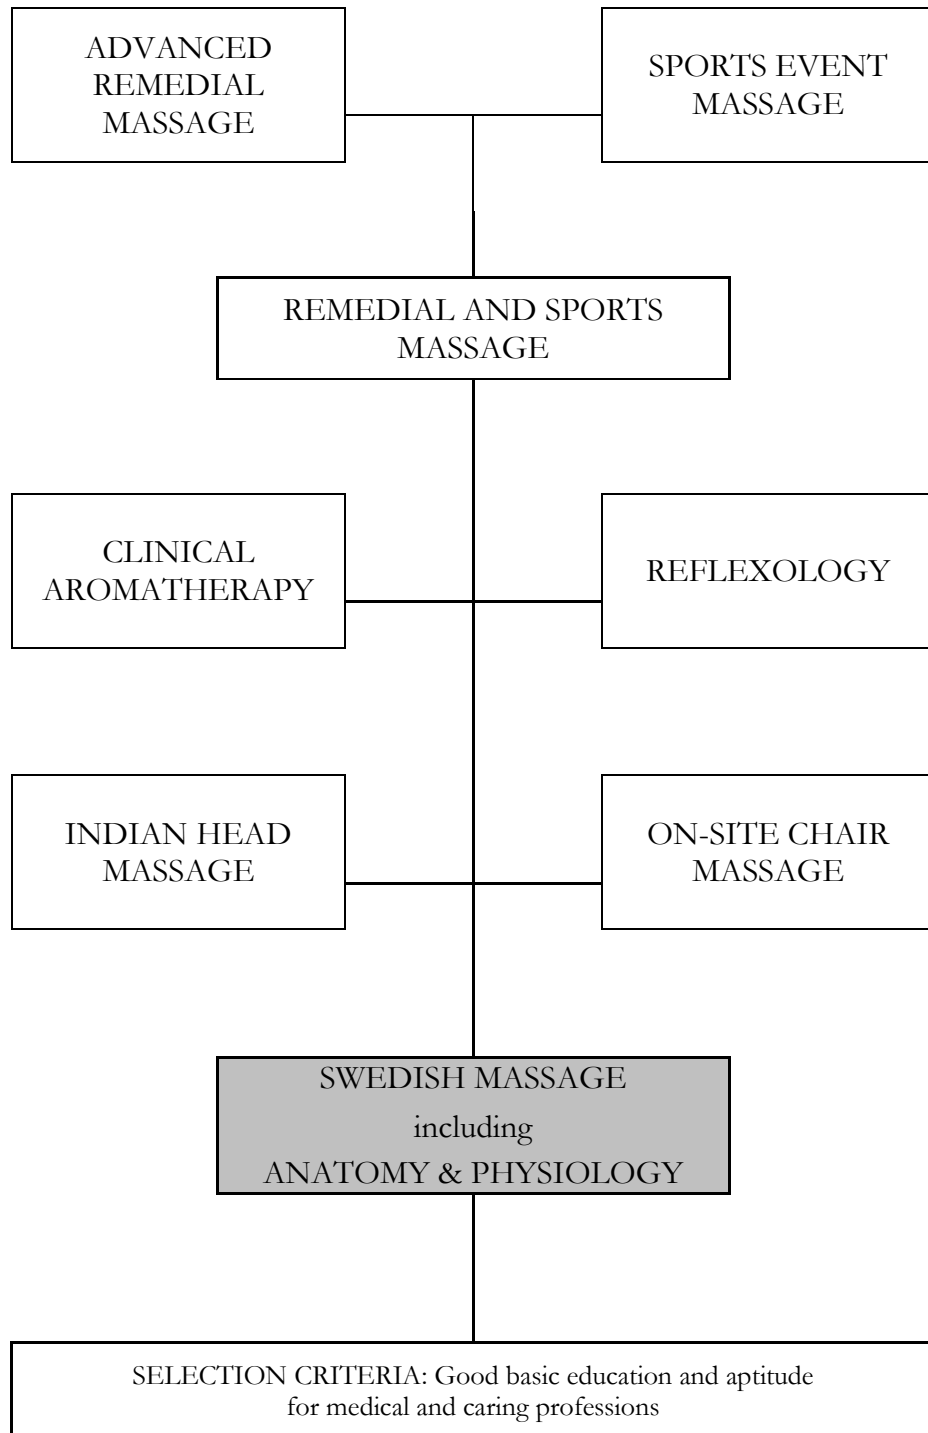 ADVANCED
REMEDIAL
MASSAGE
SPORTS EVENT
MASSAGE
REMEDIAL AND SPORTS
MASSAGE
CLINICAL
AROMATHERAPY
REFLEXOLOGY
INDIAN HEAD
MASSAGE
ON-SITE CHAIR
MASSAGE
SWEDISH MASSAGE
including
ANATOMY & PHYSIOLOGY
SELECTION CRITERIA: Good basic education and aptitude
for medical and caring professions